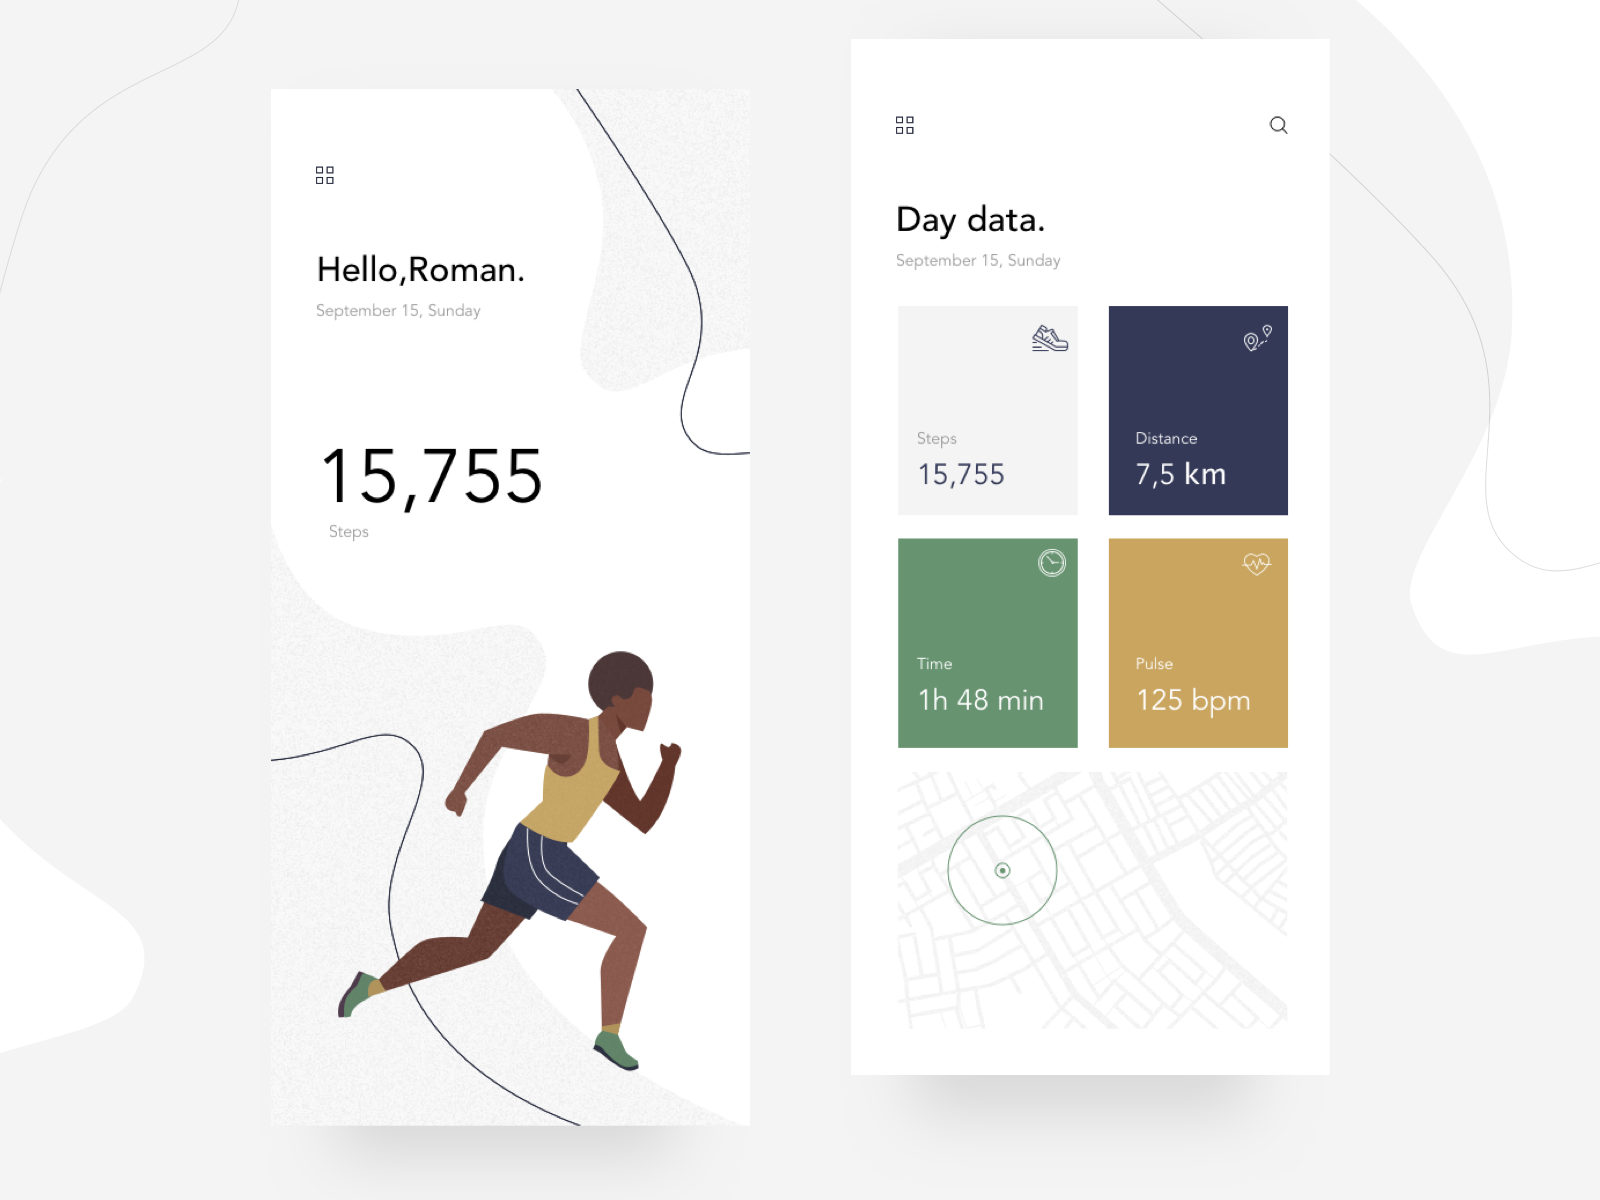 Hello,Roman.
September 15, Sunday
15,755
Steps
Day data.
September 15, Sunday
Steps
15,755
Distance
7,5 km
Time
1h 48 min
Pulse
125 bpm